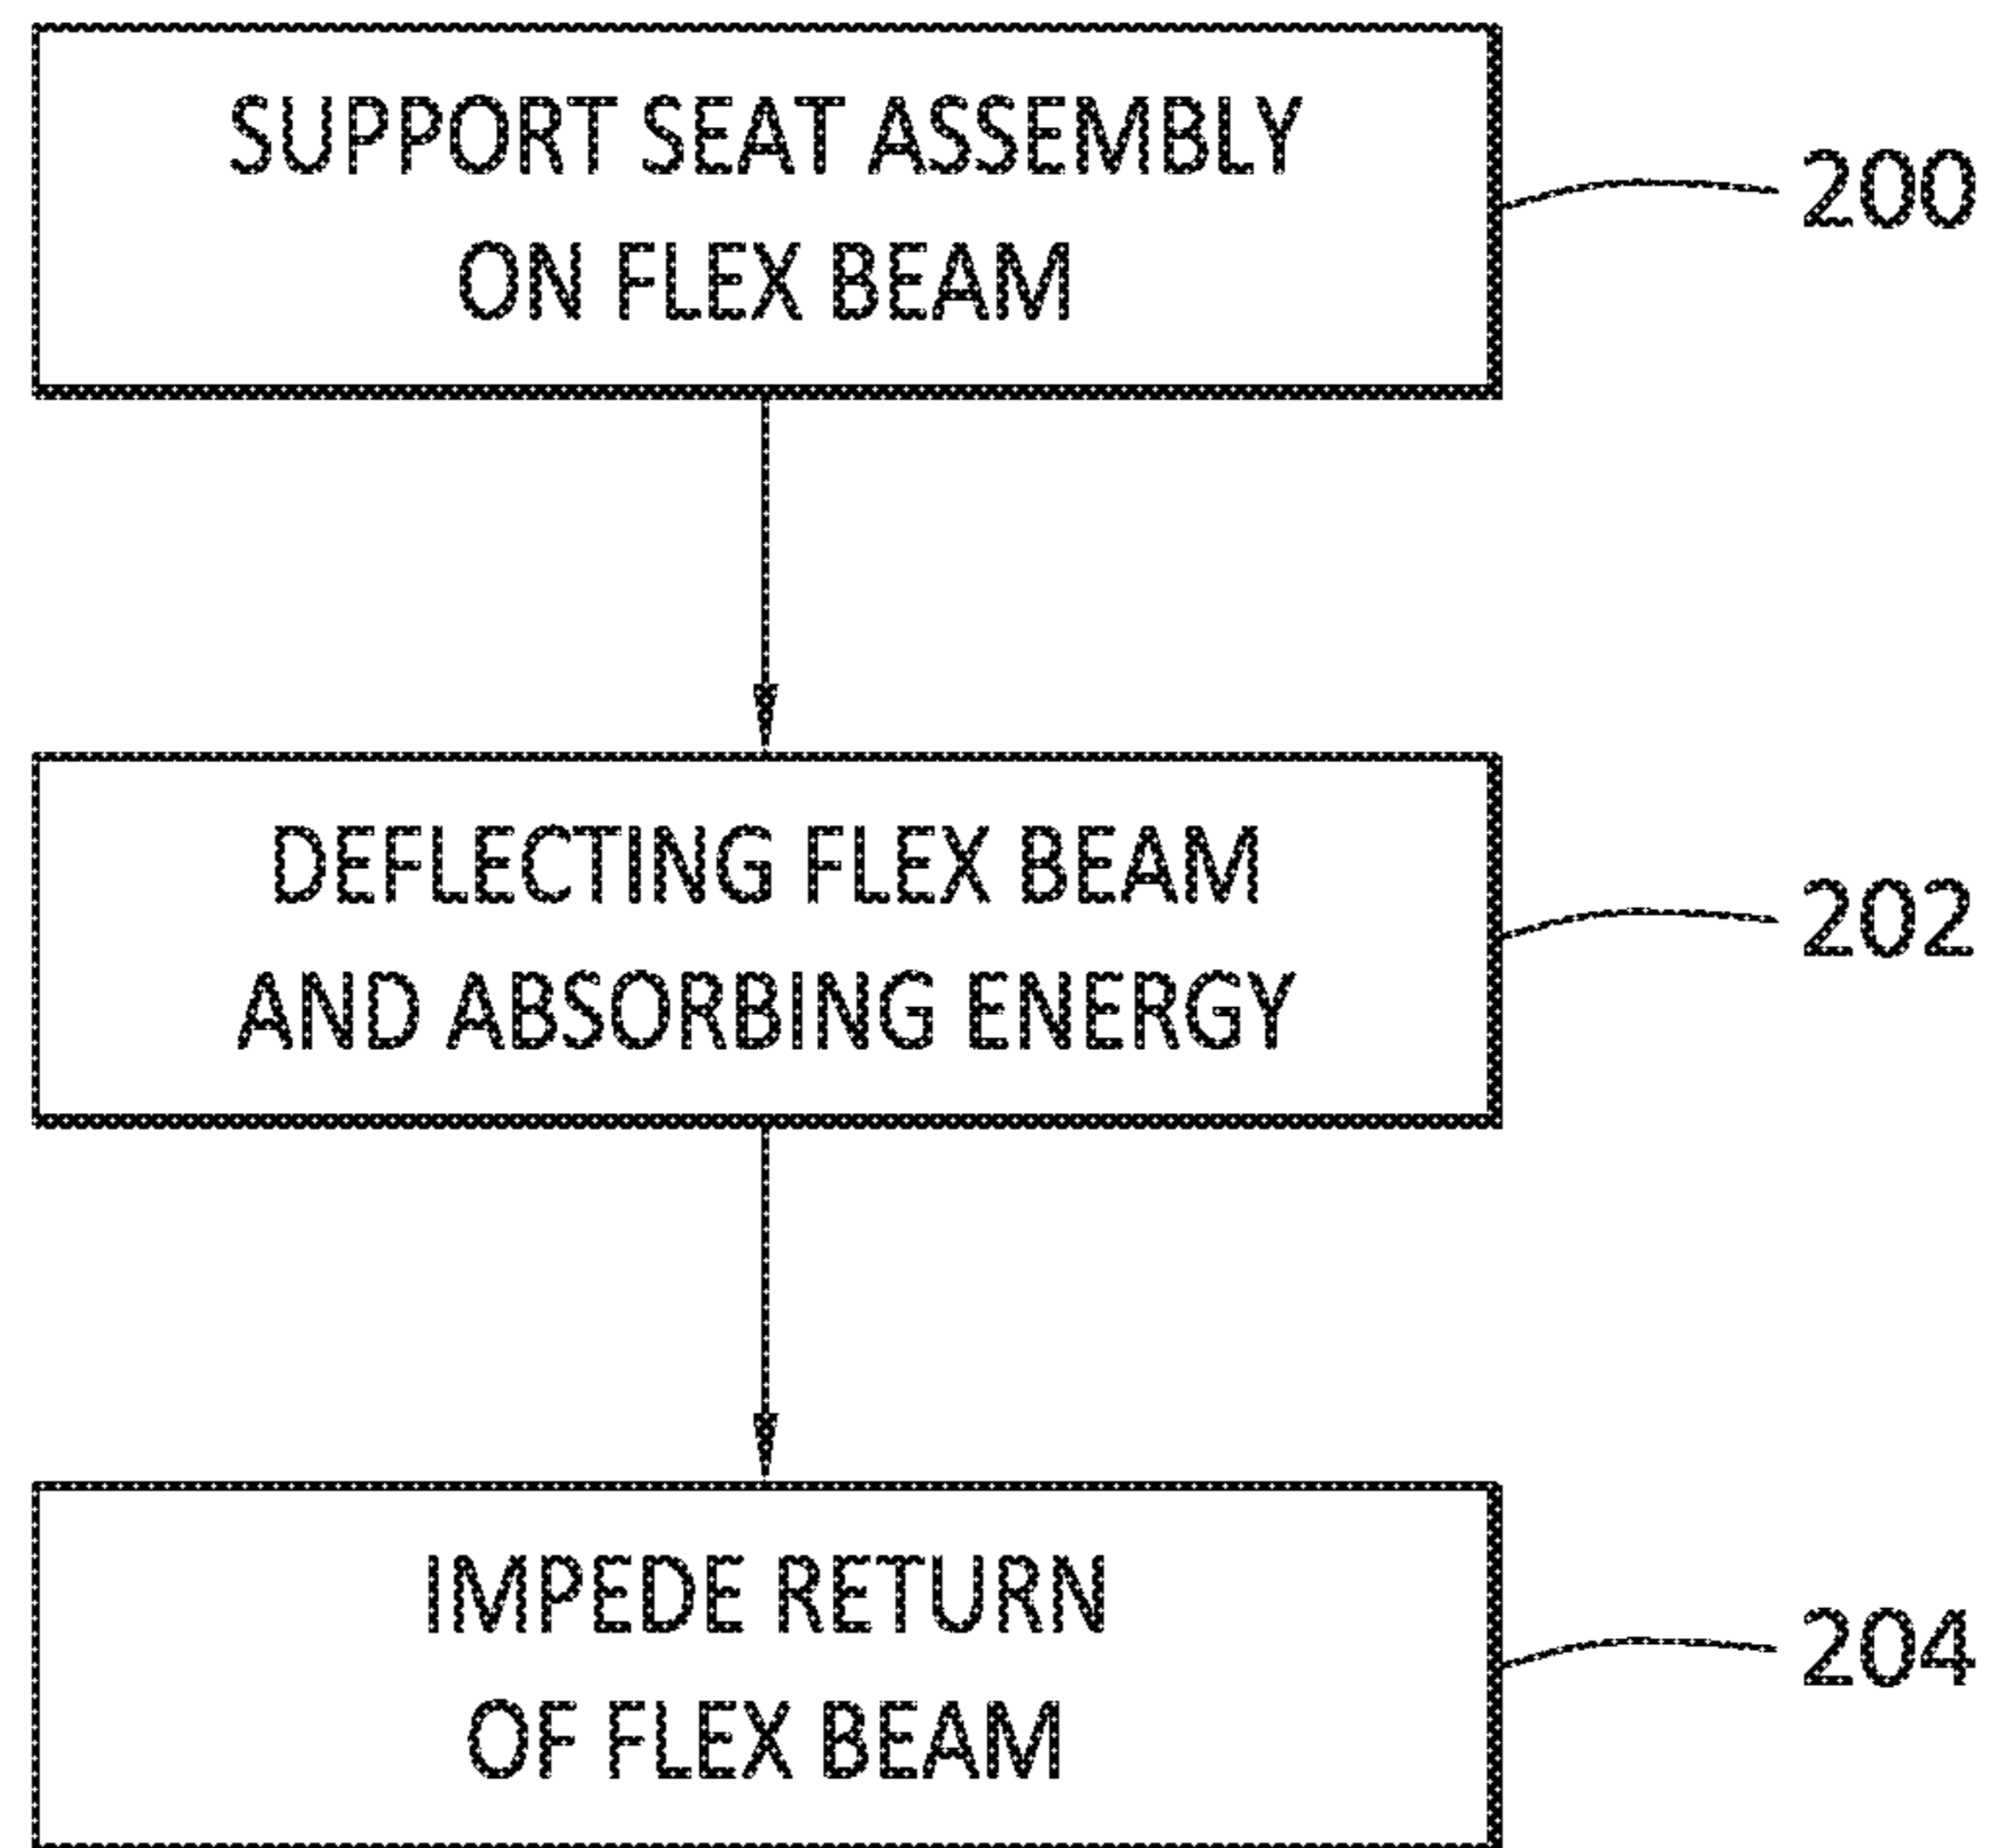 SUPPORT SEAT ASSEMBLY
ON FLEX BEAM
200
DEFLECTING FLEX BEAM
AND ABSORBING ENERGY
202
IMPEDE RETURN
OF FLEX BEAM
204